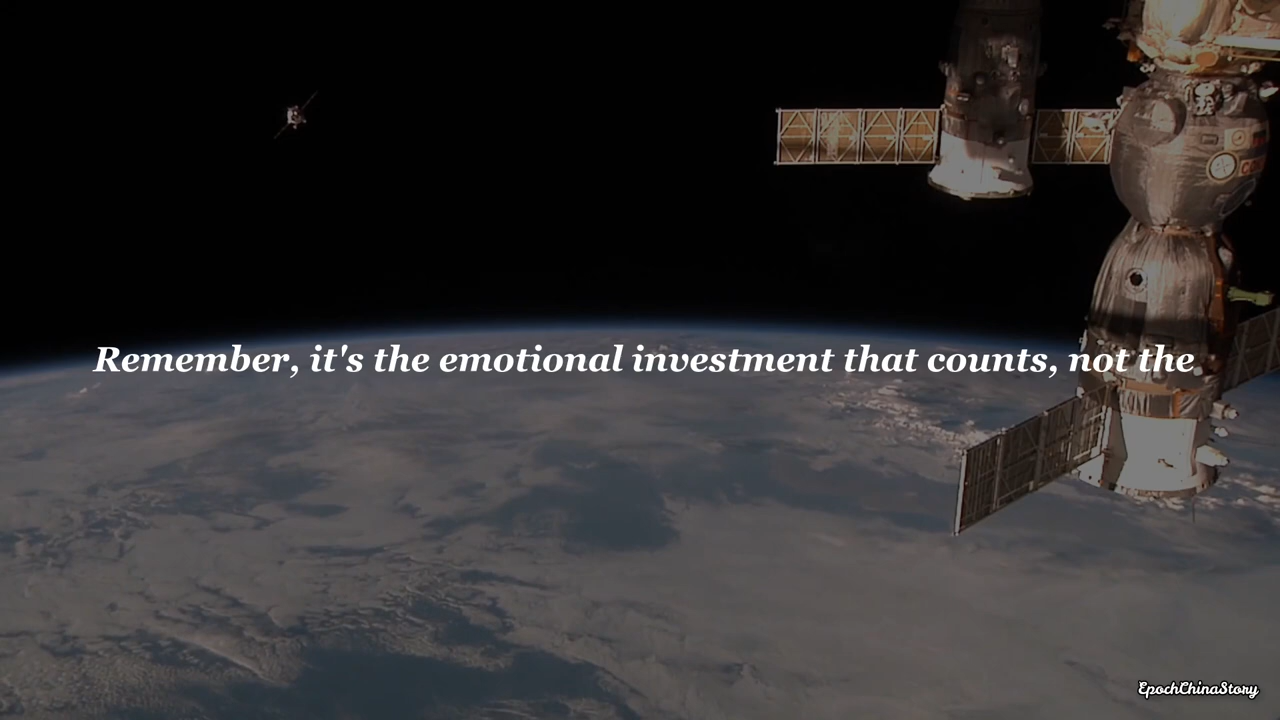 Remember, it's the emotional investment that counts, not the
EpochChinaStory